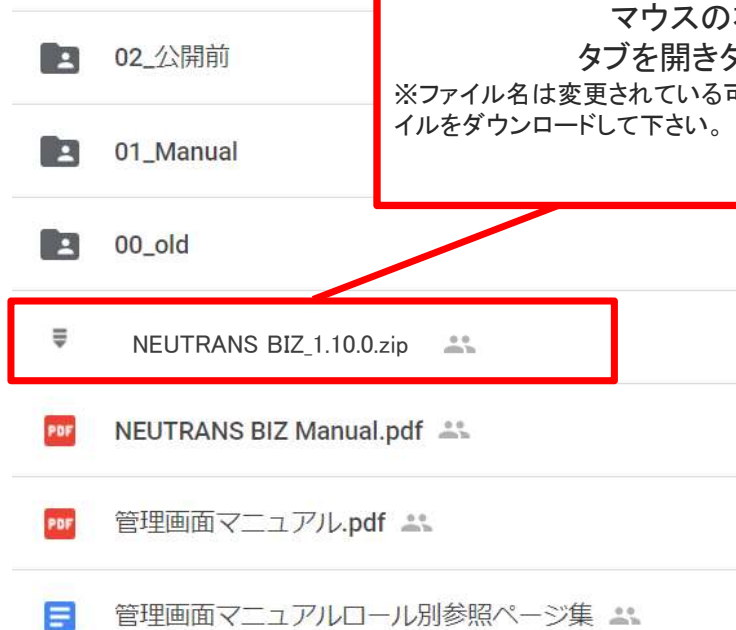 02_公開前
マウスの
タブを開き
※ファイル名は変更されている
イルをダウンロードして下さい。
01_Manual
00_old
NEUTRANS BIZ_1.10.0.zip
PDF NEUTRANS BIZ Manual.pdf
PDF 管理画面マニュアル.pdf
管理画面マニュアルロール別参照ページ集